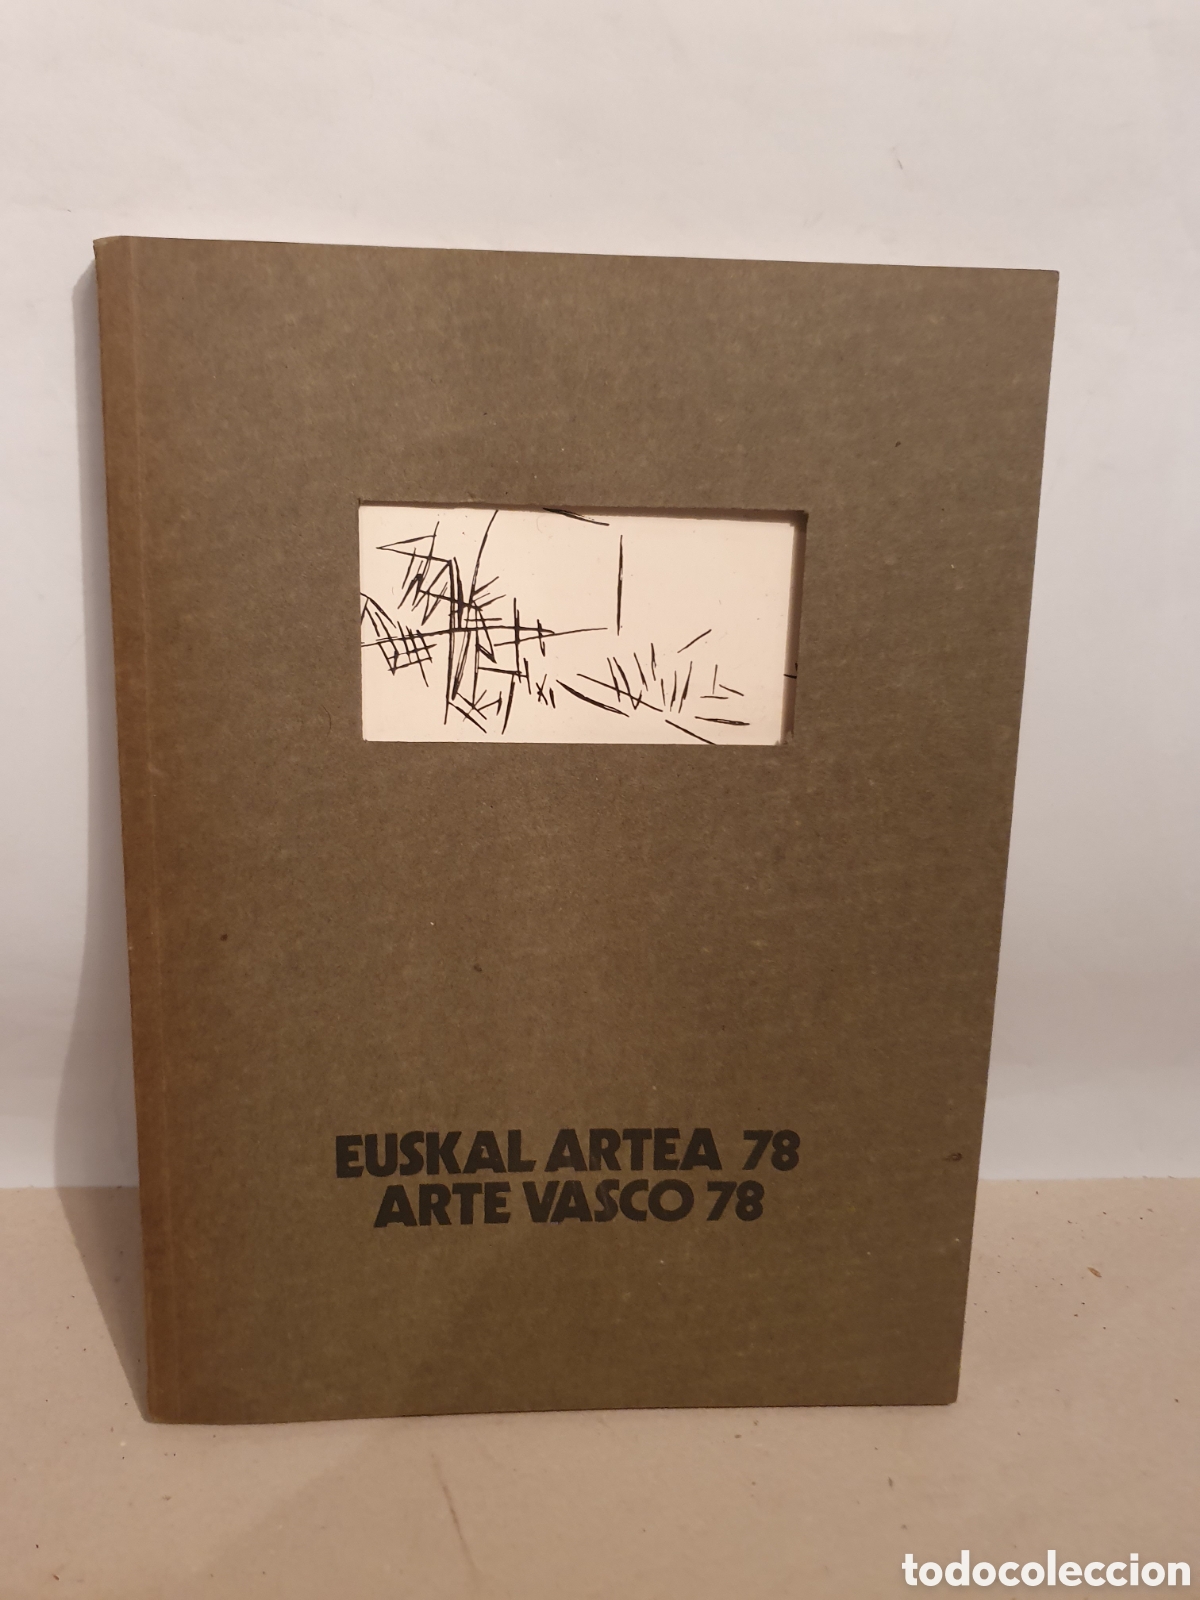 EUSKAL ARTEA 78
ARTE VASCO 78
todocoleccion